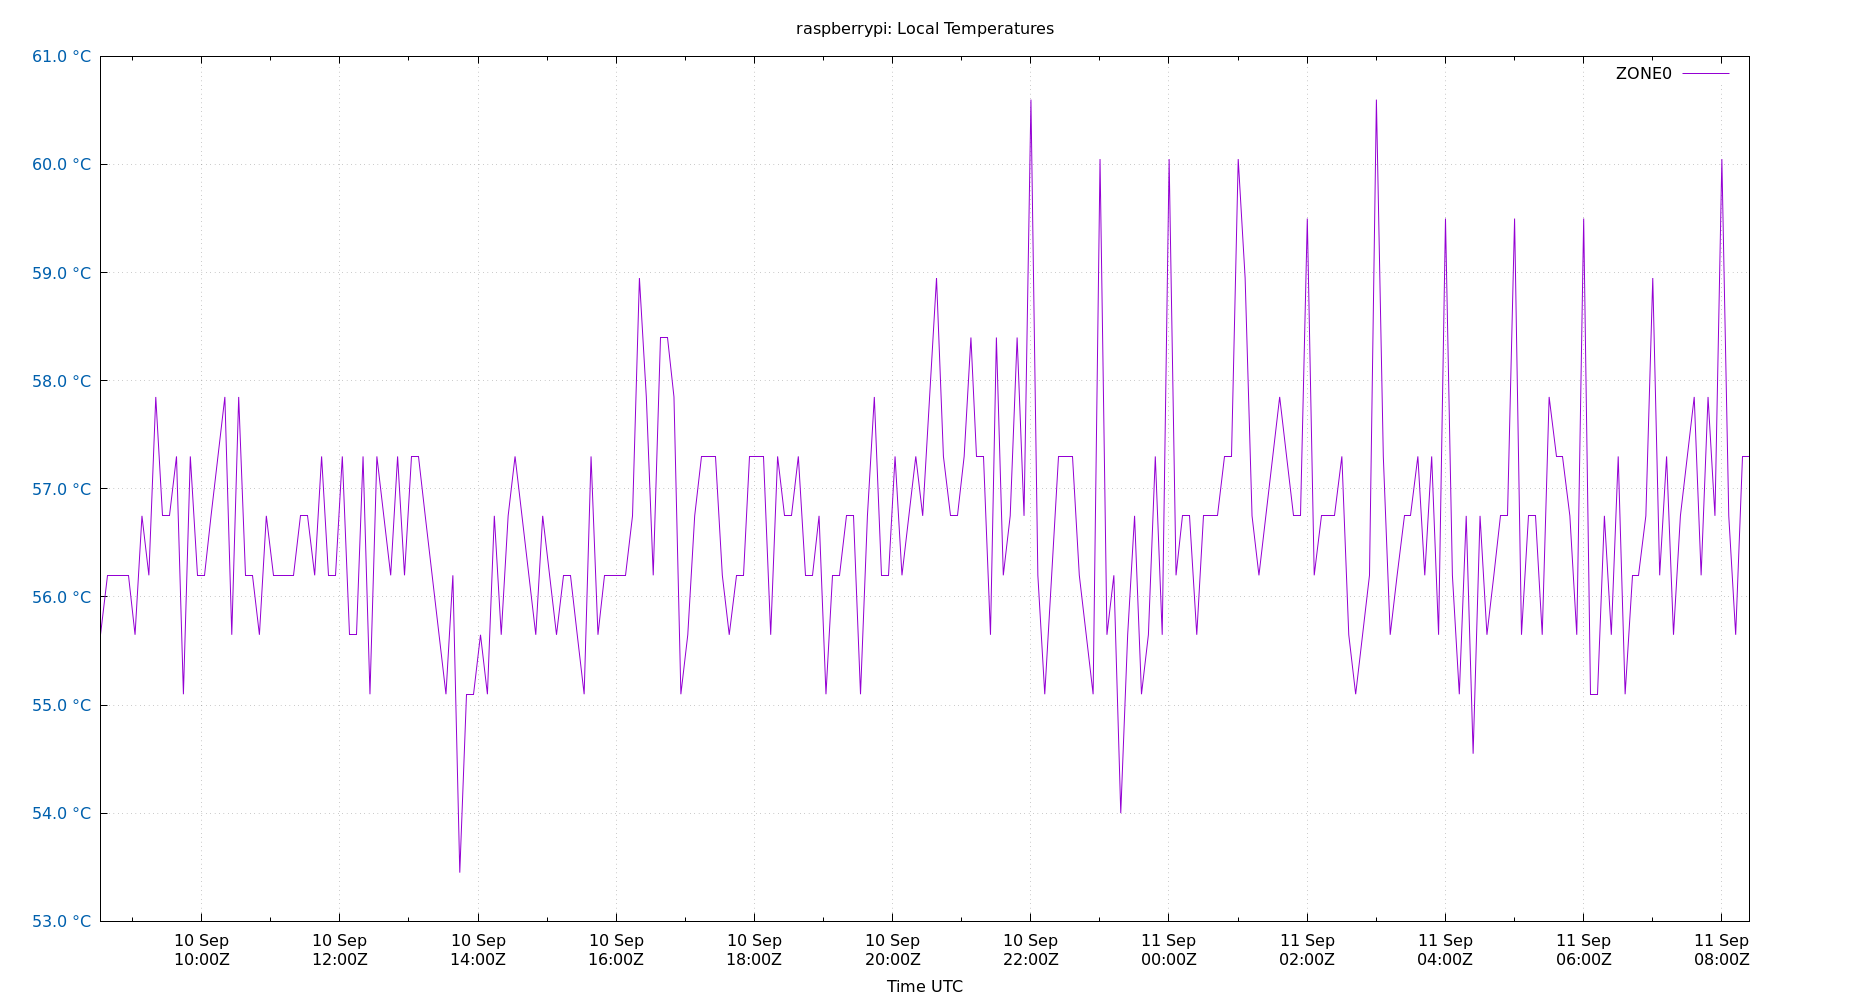 raspberrypi: Local Temperatures
61.0 °C
ZONE0
60.0 °C
59.0 °C
58.0 °C
57.0 °C
56.0 °C
55.0 °C
54.0 °C
53.0 °C
10 Sep 10 Sep 10 Sep 10 Sep 10 Sep 10 Sep 10 Sep 11 Sep 11 Sep 11 Sep 11 Sep 11 Sep
10:00Z 12:00Z 14:00Z 16:00Z 18:00Z 20:00Z 22:00Z 00:00Z 02:00Z 04:00Z 06:00Z 08:00Z
Time UTC